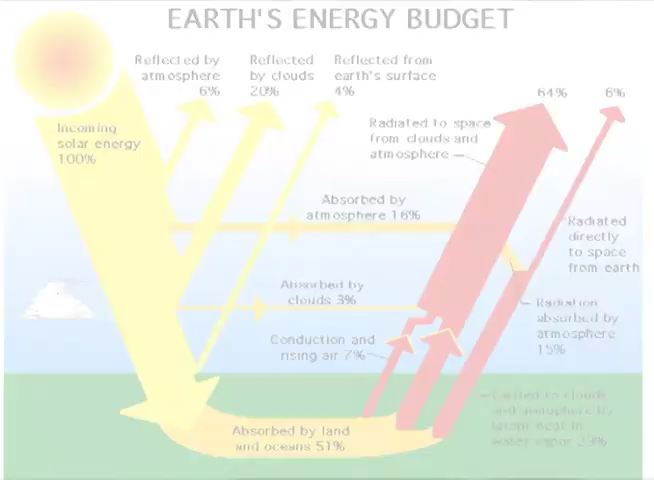 EARTH'S ENERGY BUDGET
Reflected by
atmosphere
6%
Reflected
by clouds
20%
Reflected from
earth's surface
4%
64%
6%
Incoming
solar energy
100%
Radiated to space
from clouds and
atmosphere
Absorbed by
atmosphere 16%
Radiated
directly
to space
from earth
Absorbed by
clouds 3%
Radiation
absorbed by
atmosphere
15%
Conduction and
rising air 7%
Carried to clouds
and atmosphere by
latent heat in
water vapor 23%
Absorbed by land
and oceans 51%